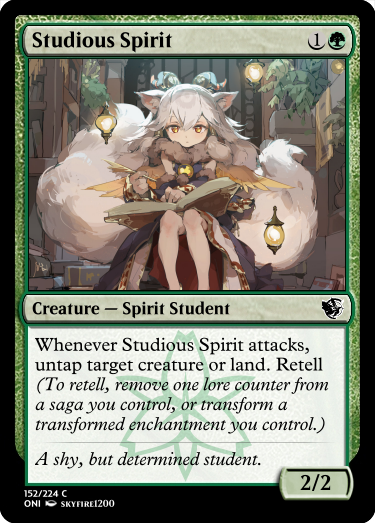 Studious Spirit 1
Creature — Spirit Student
Whenever Studious Spirit attacks,
untap target creature or land. Retell
(To retell, remove one lore counter from
a saga you control, or transform a
transformed enchantment you control.)
A shy, but determined student.
2/2
152/224 C
ONI SKYFIRE1200